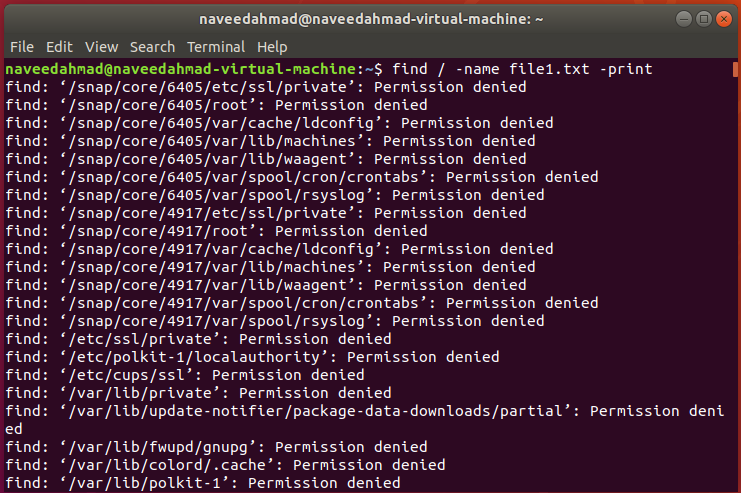 naveedahmad@naveedahmad-virtual-machine: ~
File Edit View Search Terminal Help
naveedahmad@naveedahmad-virtual-machine:~$ find / -name file1.txt -print
find: ‘/snap/core/6405/etc/ssl/private’: Permission denied
find: ‘/snap/core/6405/root’: Permission denied
find: ‘/snap/core/6405/var/cache/ldconfig’: Permission denied
find: ‘/snap/core/6405/var/lib/machines’: Permission denied
find: ‘/snap/core/6405/var/lib/waagent’: Permission denied
find: ‘/snap/core/6405/var/spool/cron/crontabs’: Permission denied
find: ‘/snap/core/6405/var/spool/rsyslog’: Permission denied
find: ‘/snap/core/4917/etc/ssl/private’: Permission denied
find: ‘/snap/core/4917/root’: Permission denied
find: ‘/snap/core/4917/var/cache/ldconfig’: Permission denied
find: ‘/snap/core/4917/var/lib/machines’: Permission denied
find: ‘/snap/core/4917/var/lib/waagent’: Permission denied
find: ‘/snap/core/4917/var/spool/cron/crontabs’: Permission denied
find: ‘/snap/core/4917/var/spool/rsyslog’: Permission denied
find: ‘/etc/ssl/private’: Permission denied
find: ‘/etc/polkit-1/localauthority’: Permission denied
find: ‘/etc/cups/ssl’: Permission denied
find: ‘/var/lib/private’: Permission denied
find: ‘/var/lib/update-notifier/package-data-downloads/partial’: Permission deni
ed
find: ‘/var/lib/fwupd/gnupg’: Permission denied
find: ‘/var/lib/colord/.cache’: Permission denied
find: ‘/var/lib/polkit-1’: Permission denied